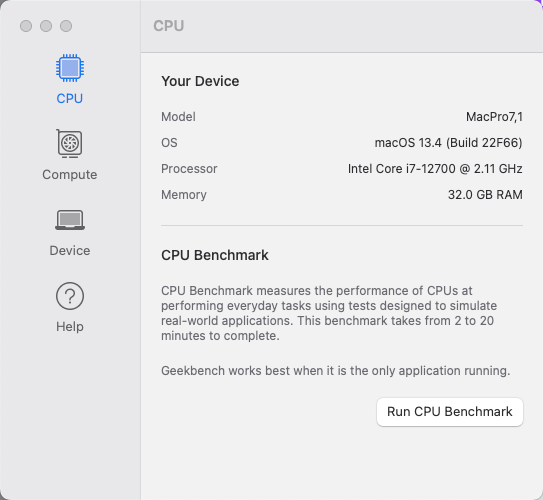 CPU
CPU
Compute
Device
Help
Your Device
Model MacPro7,1
OS macOS 13.4 (Build 22F66)
Processor Intel Core i7-12700 @ 2.11 GHz
Memory 32.0 GB RAM
CPU Benchmark
CPU Benchmark measures the performance of CPUs at
performing everyday tasks using tests designed to simulate
real-world applications. This benchmark takes from 2 to 20
minutes to complete.
Geekbench works best when it is the only application running.
Run CPU Benchmark